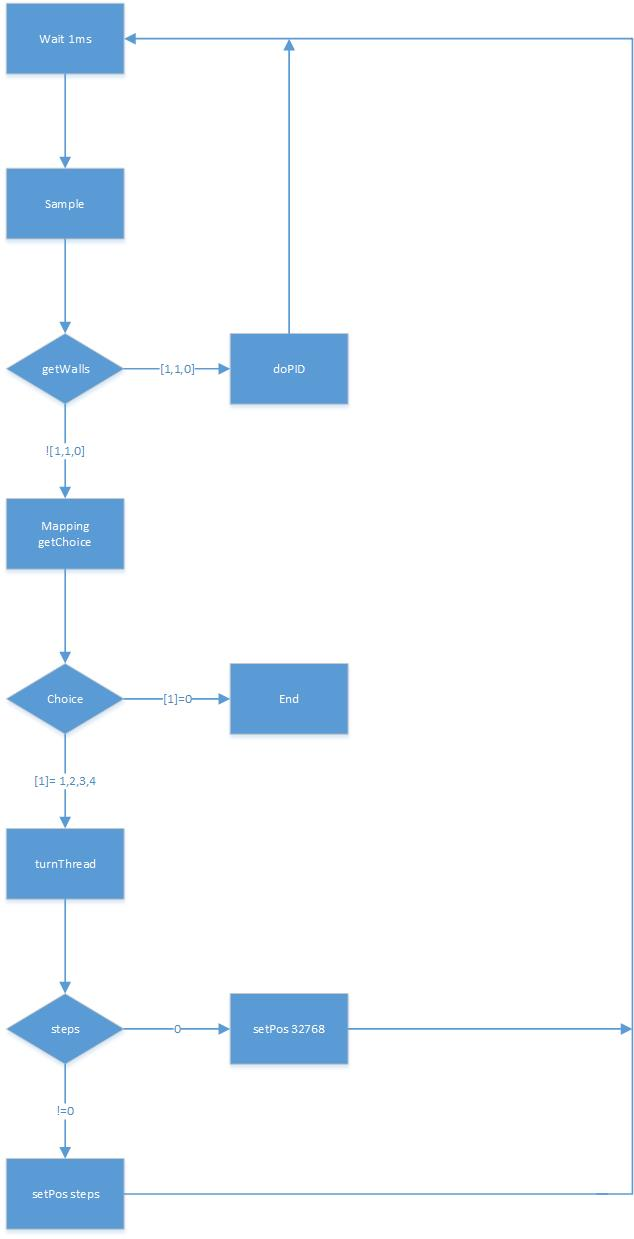 Wait 1ms
Sample
getWalls
[1,1,0]
doPID
![1,1,0]
Mapping
getChoice
Choice
[1]=0
End
[1]= 1,2,3,4
turnThread
steps
0
setPos 32768
!=0
setPos steps